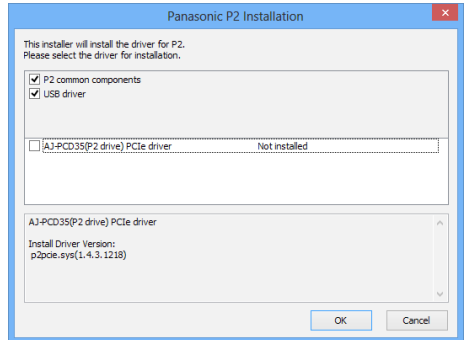 Panasonic P2 Installation
This installer will install the driver for P2.
Please select the driver for installation.
P2 common components
USB driver
AJ-PCD35(P2 drive) PCIe driver Not installed
AJ-PCD35(P2 drive) PCIe driver
Install Driver Version:
p2pcie.sys(1.4.3.1218)
OK Cancel